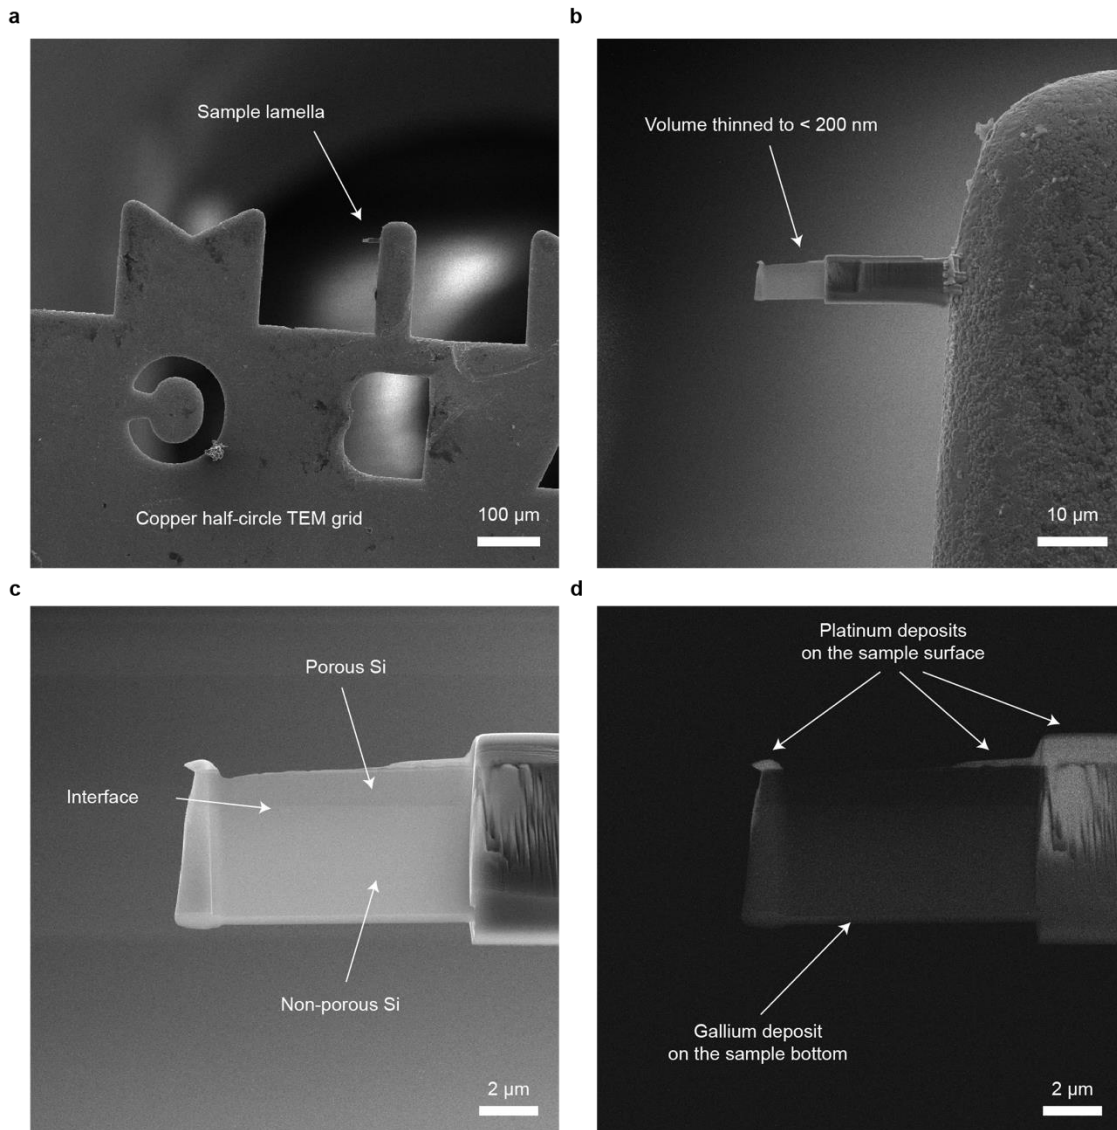 a
Sample lamella
C
B
Copper half-circle TEM grid
100 µm
b
Volume thinned to < 200 nm
10 µm
c
Porous Si
Interface
Non-porous Si
2 µm
d
Platinum deposits
on the sample surface
Gallium deposit
on the sample bottom
2 µm